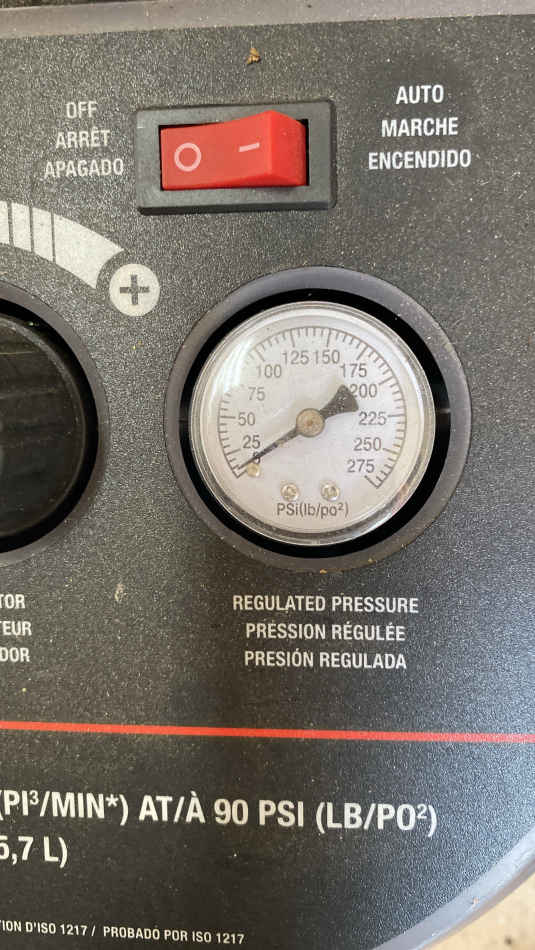 OFF
ARRÊT
APAGADO
O
AUTO
MARCHE
ENCENDIDO
+
125 150
100 175
75 200
50 225
25 250
275
PSi(lb/po²)
TOR
TEUR
DOR
REGULATED PRESSURE
PRESSION RÉGULÉE
PRESIÓN REGULADA
(PI³/MIN*) AT/À 90 PSI (LB/PO²)
5,7 L)
TION D'ISO 1217 / PROBADO POR ISO 1217